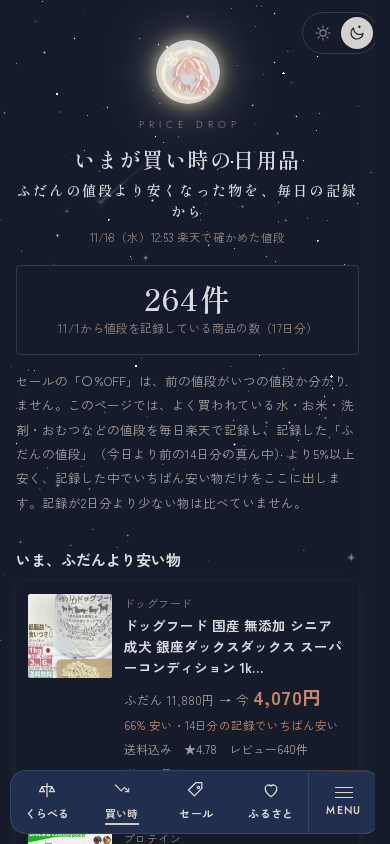 PRICE DROP
いまが買い時の日用品
ふだんの値段より安くなった物を、毎日の記録
から
11/18（水）12:53 楽天で確かめた値段
264件
11/1から値段を記録している商品の数（17日分）
セールの「○%OFF」は、前の値段がいつの値段か分かり
ません。このページでは、よく買われている水・お米・洗
剤・おむつなどの値段を毎日楽天で記録し、記録した「ふ
だんの値段」（今日より前の14日分の真ん中）より5%以上
安く、記録した中でいちばん安い物だけをここに出しま
す。記録が2日分より少ない物は比べていません。
いま、ふだんより安い物
ドッグフード
ドッグフード 国産 無添加 シニア
成犬 銀座ダックスダックス スーパ
ーコンディション 1k...
ふだん 11,880円 → 今 4,070円
66% 安い・14日分の記録でいちばん安い
送料込み ★4.78 レビュー640件
くらべる
買い時
セール
ふるさと
MENU
プロテイン